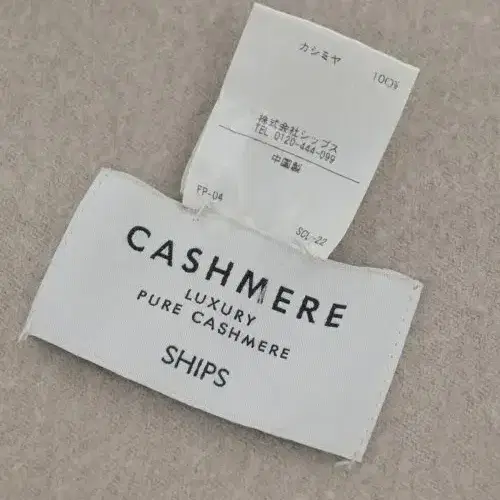 カシミヤ 100%
株式会社シップス
TEL 0120-444-099
中国製
FP-04 SCL-22
CASHMERE
LUXURY
PURE CASHMERE
SHIPS